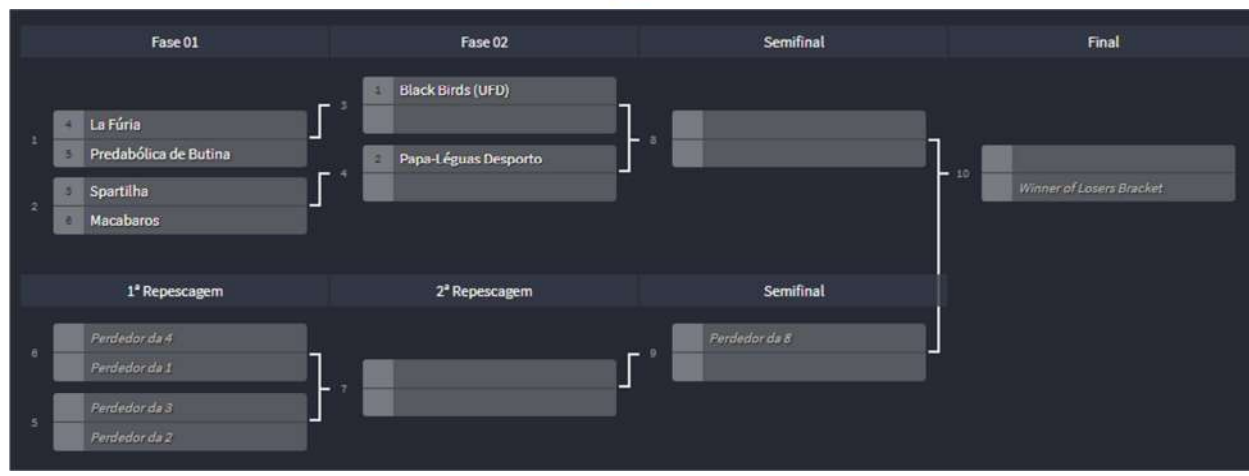 Fase 01
Fase 02
Semifinal
Final
1
4 La Fúria
5 Predabólica de Butina
2
3 Spartilha
6 Macabaros
3
1 Black Birds (UFD)
4
2 Papa-Léguas Desporto
8
10
Winner of Losers Bracket
1ª Repescagem
2ª Repescagem
Semifinal
6
Perdedor da 4
Perdedor da 1
5
Perdedor da 3
Perdedor da 2
7
9
Perdedor da 8